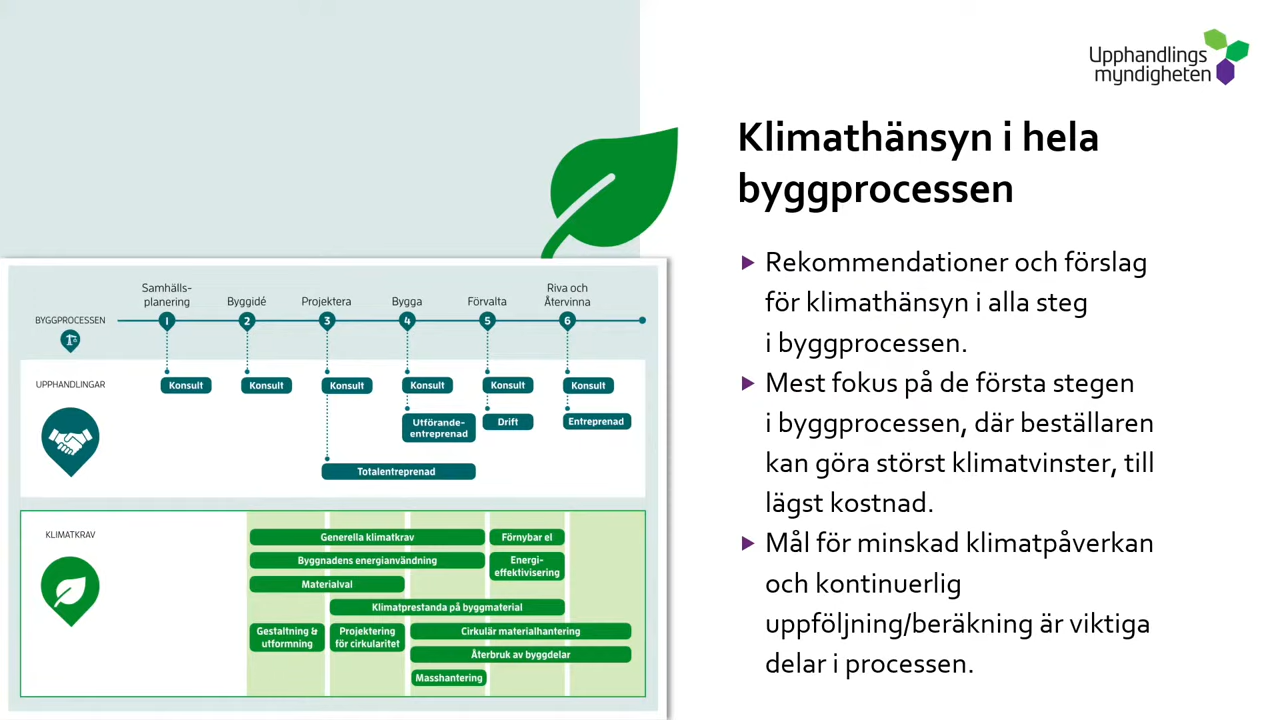 Upphandlings
myndigheten
Klimathänsyn i hela
byggprocessen
Rekommendationer och förslag
för klimathänsyn i alla steg
i byggprocessen.
Mest fokus på de första stegen
i byggprocessen, där beställaren
kan göra störst klimatvinster, till
lägst kostnad.
Mål för minskad klimatpåverkan
och kontinuerlig
uppföljning/beräkning är viktiga
delar i processen.
Samhälls-
planering
Byggidé
Projektera
Bygga
Förvalta
Riva och
Återvinna
BYGGPROCESSEN
1 2 3 4 5 6
UPPHANDLINGAR
Konsult Konsult Konsult Konsult Konsult Konsult
Utförande-
entreprenad
Drift
Entreprenad
Totalentreprenad
KLIMATKRAV
Generella klimatkrav
Förnybar el
Byggnadens energianvändning
Energi-
effektivisering
Materialval
Klimatprestanda på byggmaterial
Gestaltning &
utformning
Projektering
för cirkularitet
Cirkulär materialhantering
Återbruk av byggdelar
Masshantering